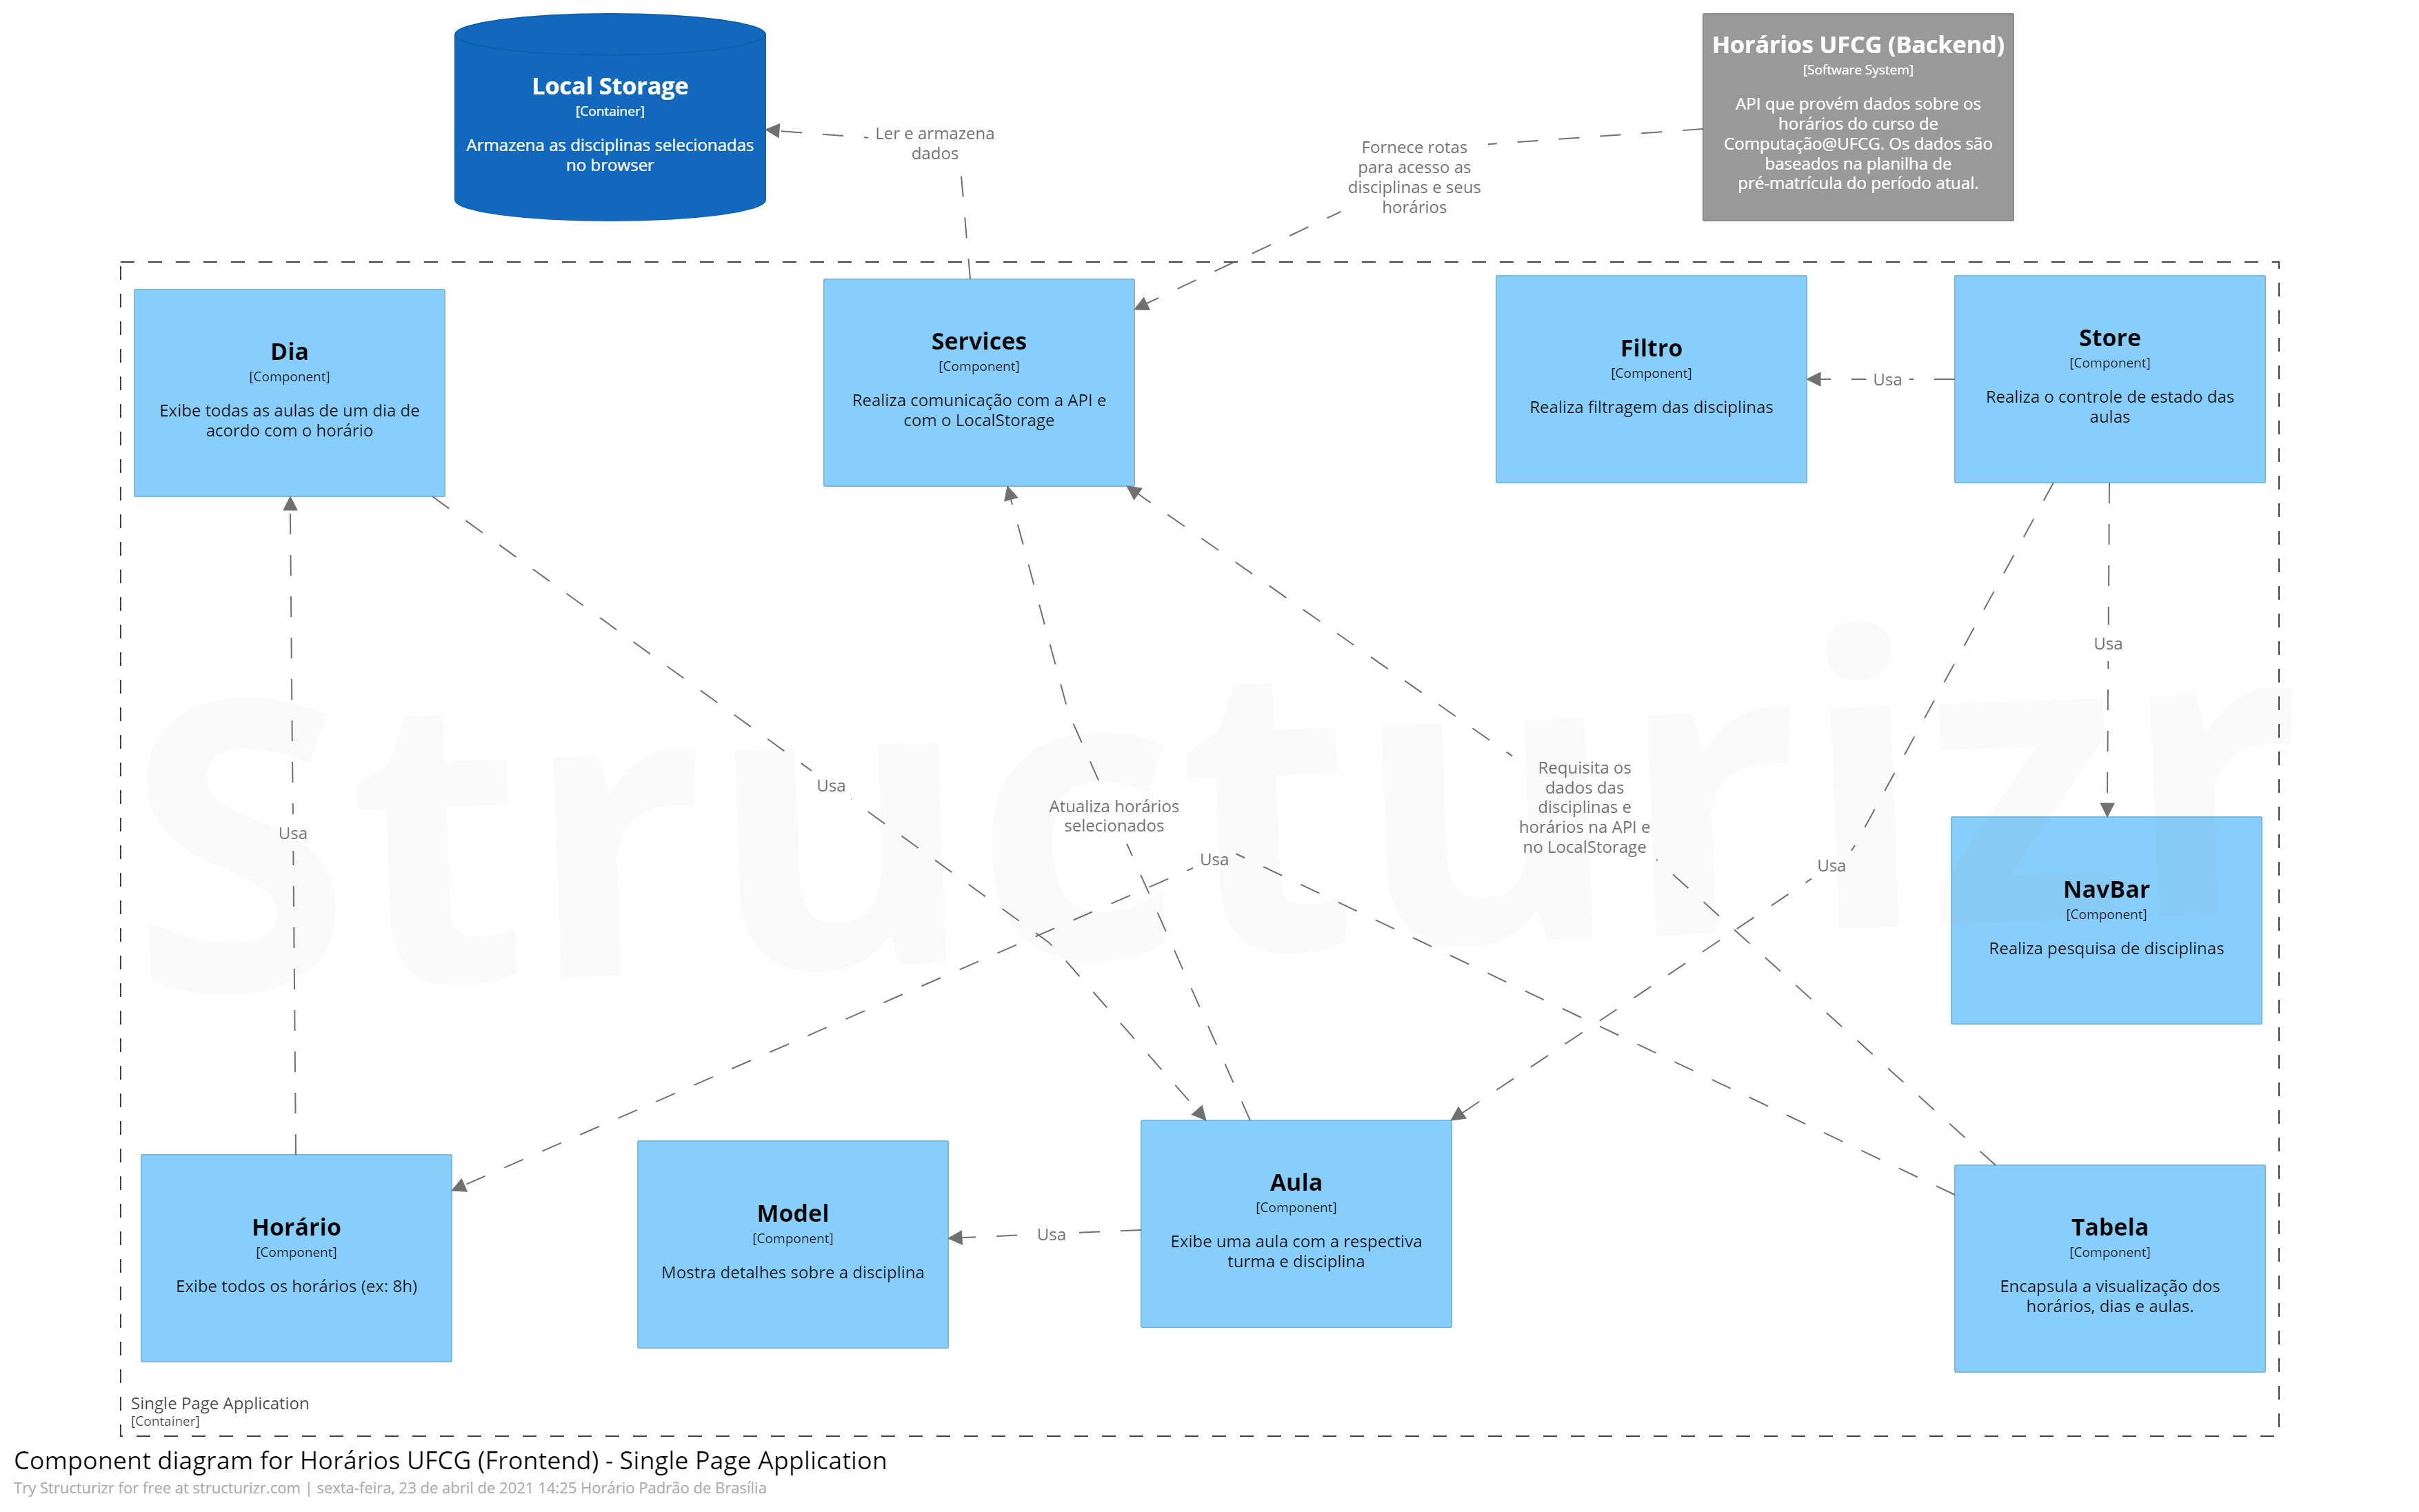 Local Storage
[Container]
Armazena as disciplinas selecionadas
no browser
Ler e armazena
dados
Fornece rotas
para acesso as
disciplinas e seus
horários
Horários UFCG (Backend)
[Software System]
API que provém dados sobre os
horários do curso de
Computação@UFCG. Os dados são
baseados na planilha de
pré-matrícula do período atual.
Dia
[Component]
Exibe todas as aulas de um dia de
acordo com o horário
Services
[Component]
Realiza comunicação com a API e
com o LocalStorage
Filtro
[Component]
Realiza filtragem das disciplinas
Usa
Store
[Component]
Realiza o controle de estado das
aulas
Usa
Usa
Usa
Atualiza horários
selecionados
Usa
Requisita os
dados das
disciplinas e
horários na API e
no LocalStorage
Usa
Structurizr
NavBar
[Component]
Realiza pesquisa de disciplinas
Horário
[Component]
Exibe todos os horários (ex: 8h)
Model
[Component]
Mostra detalhes sobre a disciplina
Usa
Aula
[Component]
Exibe uma aula com a respectiva
turma e disciplina
Tabela
[Component]
Encapsula a visualização dos
horários, dias e aulas.
Single Page Application
[Container]
Component diagram for Horários UFCG (Frontend) - Single Page Application
Try Structurizr for free at structurizr.com | sexta-feira, 23 de abril de 2021 14:25 Horário Padrão de Brasília